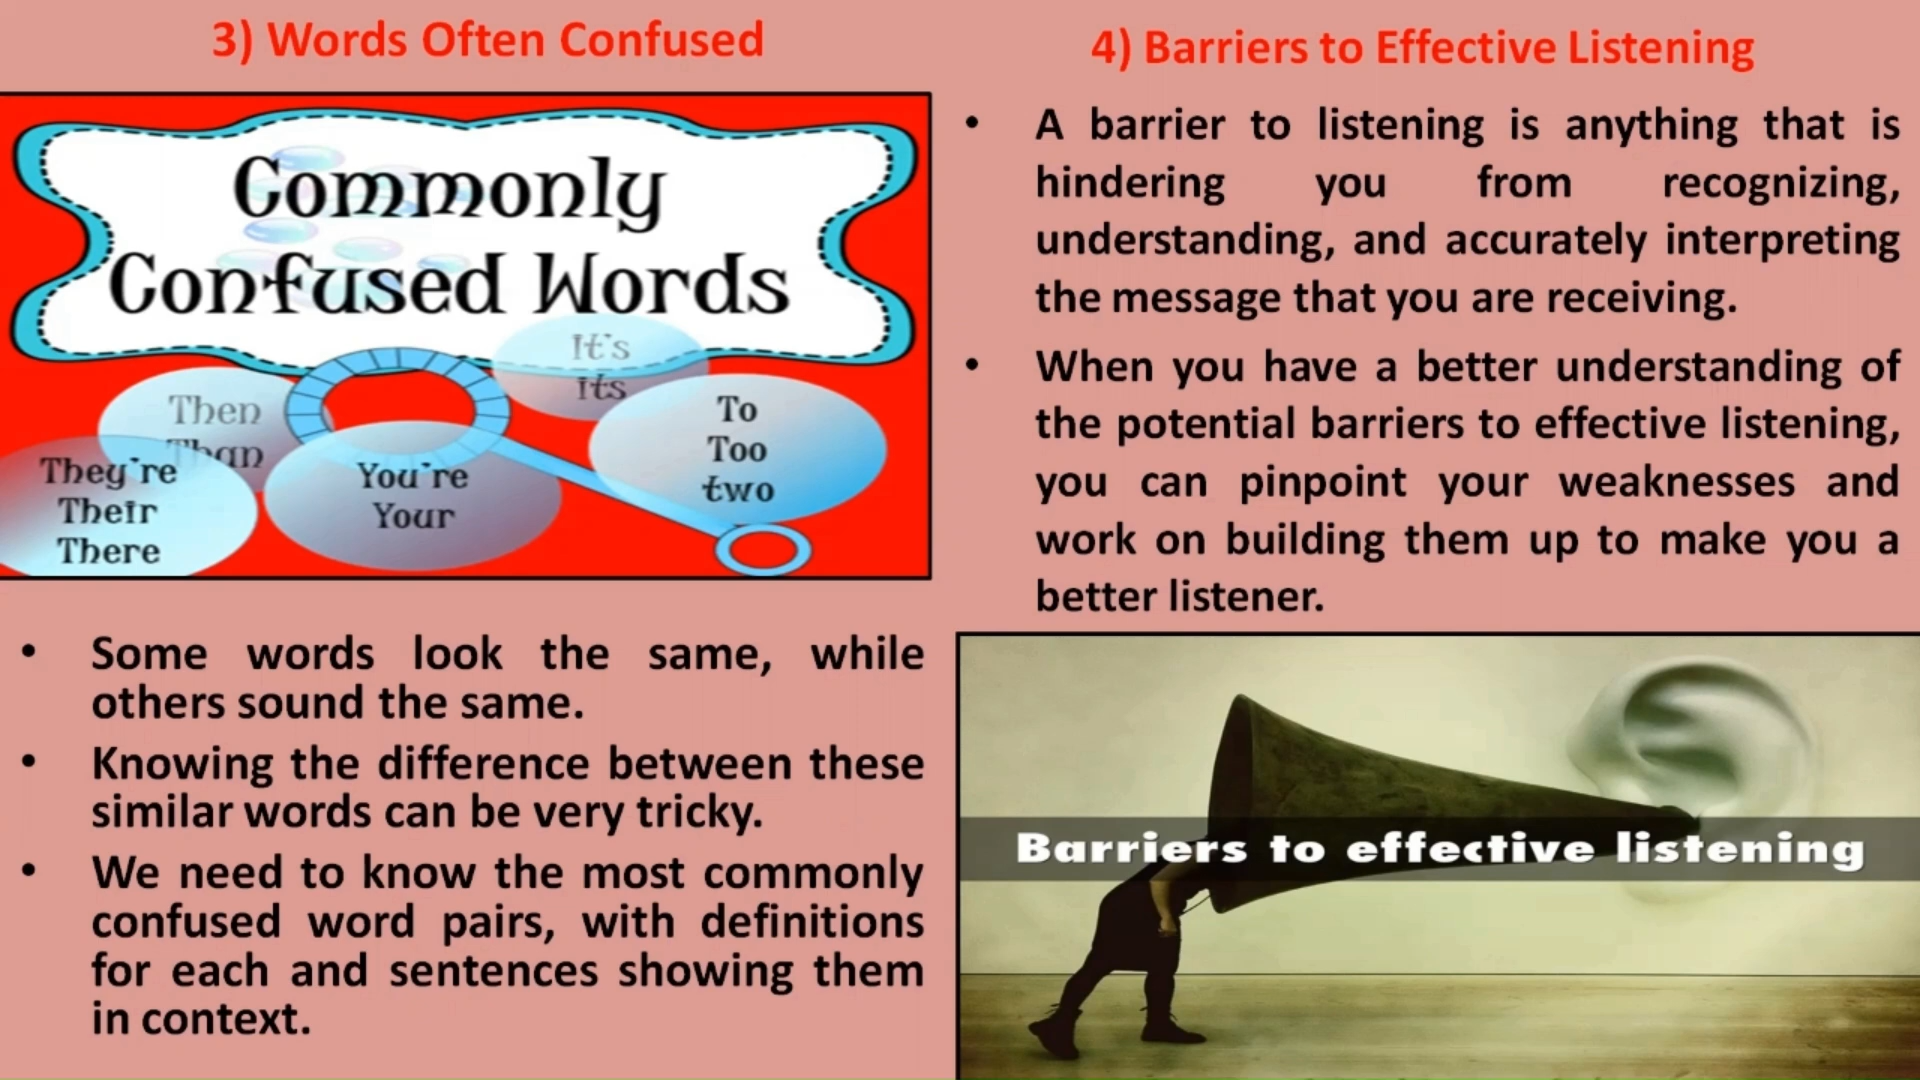 3) Words Often Confused
Commonly
Confused Words
It's
its
Then
Than
To
Too
two
They're
Their
There
You're
Your
• Some words look the same, while
others sound the same.
• Knowing the difference between these
similar words can be very tricky.
• We need to know the most commonly
confused word pairs, with definitions
for each and sentences showing them
in context.
4) Barriers to Effective Listening
• A barrier to listening is anything that is
hindering you from recognizing,
understanding, and accurately interpreting
the message that you are receiving.
• When you have a better understanding of
the potential barriers to effective listening,
you can pinpoint your weaknesses and
work on building them up to make you a
better listener.
Barriers to effective listening